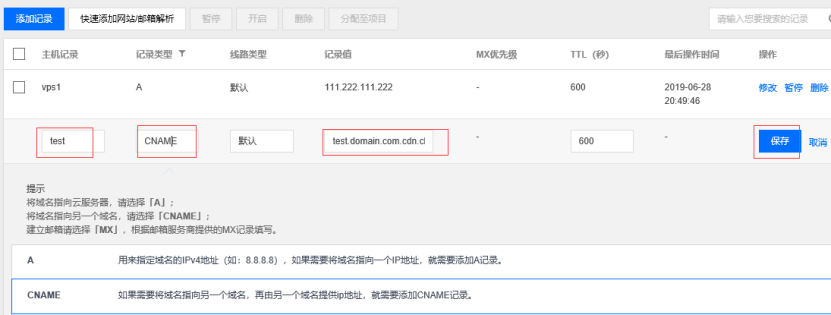 添加记录 快速添加网站/邮箱解析 暂停 开启 删除 分配至项目 请输入您要搜索的记录
主机记录 记录类型 线路类型 记录值 MX优先级 TTL（秒） 最后操作时间 操作
vps1 A 默认 111.222.111.222 - 600 2019-06-28 修改 暂停 删除
20:49:46
test CNAME 默认 test.domain.com.cdn.cl - 600 - 保存 取消
提示
将域名指向云服务器，请选择「A」；
将域名指向另一个域名，请选择「CNAME」；
建立邮箱请选择「MX」，根据邮箱服务商提供的MX记录填写。
A 用来指定域名的IPv4地址（如：8.8.8.8），如果需要将域名指向一个IP地址，就需要添加A记录。
CNAME 如果需要将域名指向另一个域名，再由另一个域名提供ip地址，就需要添加CNAME记录。